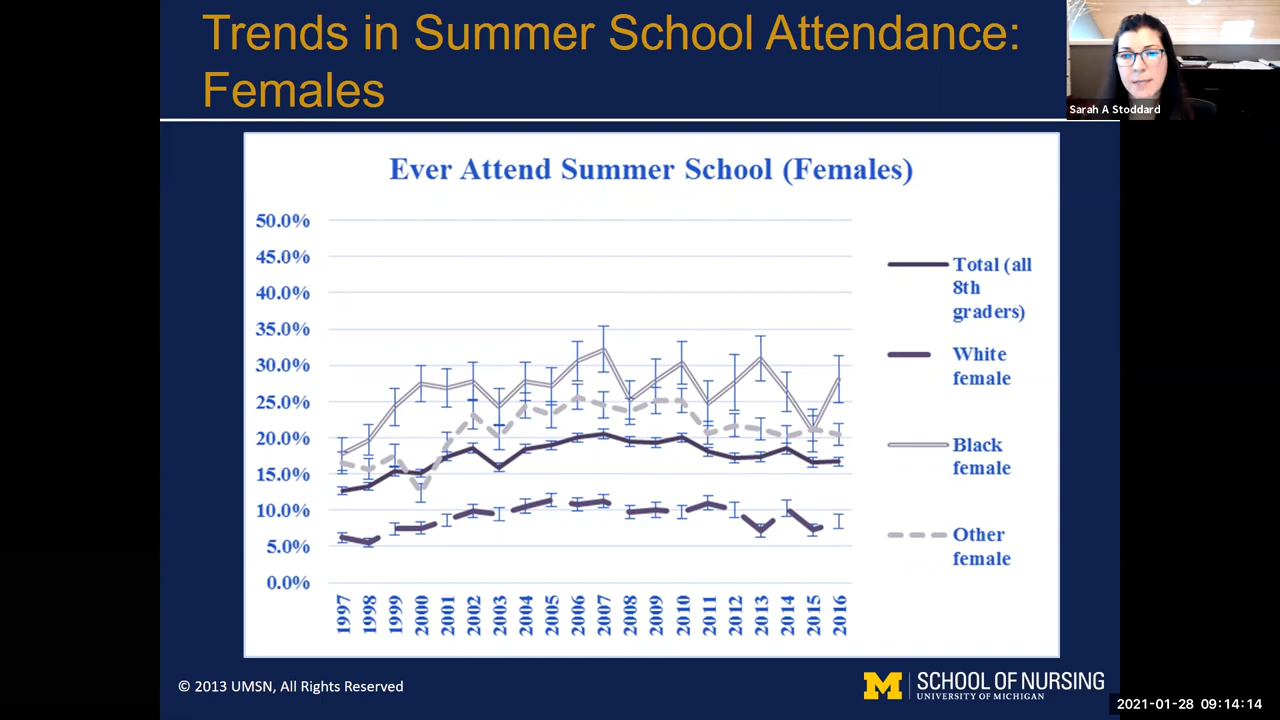 Trends in Summer School Attendance:
Females
Sarah A Stoddard
Ever Attend Summer School (Females)
50.0%
45.0%
40.0%
35.0%
30.0%
25.0%
20.0%
15.0%
10.0%
5.0%
0.0%
1997
1998
1999
2000
2001
2002
2003
2004
2005
2006
2007
2008
2009
2010
2011
2012
2013
2014
2015
2016
Total (all
8th
graders)
White
female
Black
female
Other
female
© 2013 UMSN, All Rights Reserved
M
SCHOOL OF NURSING
UNIVERSITY OF MICHIGAN
2021-01-28 09:14:14